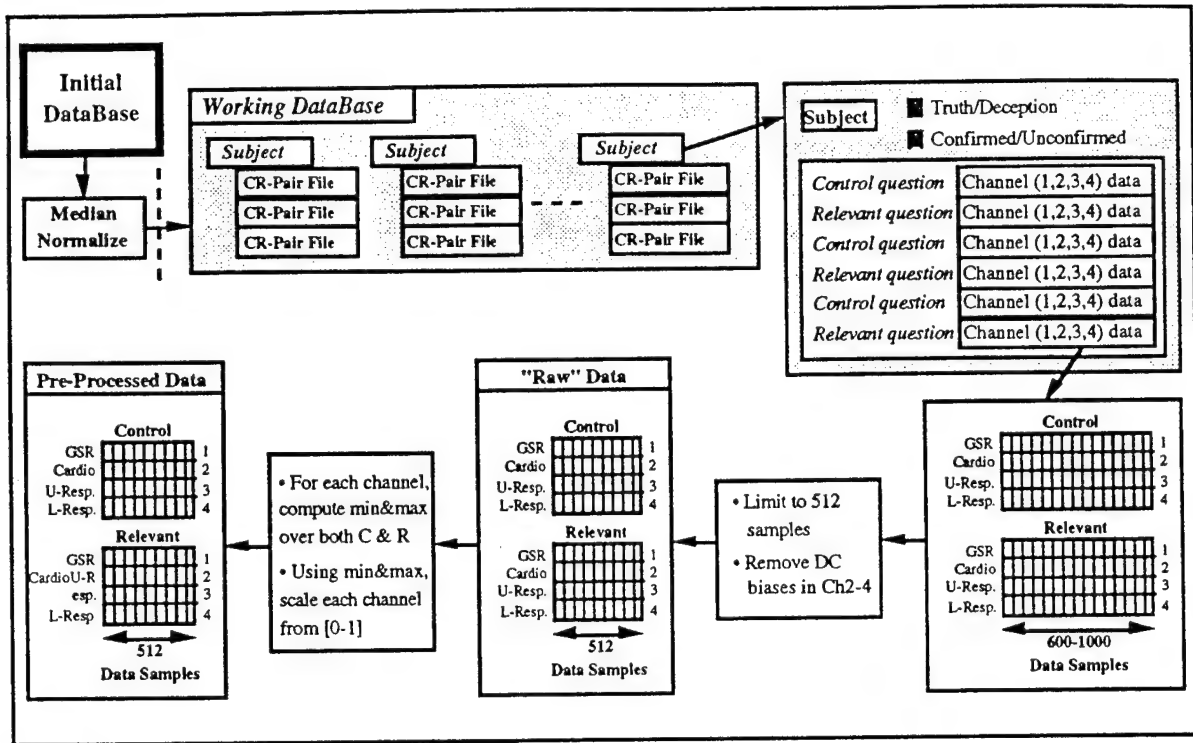 Initial
DataBase
Median
Normalize
Working DataBase
Subject
CR-Pair File
CR-Pair File
CR-Pair File
Subject
CR-Pair File
CR-Pair File
CR-Pair File
Subject
CR-Pair File
CR-Pair File
CR-Pair File
Subject
Truth/Deception
Confirmed/Unconfirmed
Control question Channel (1,2,3,4) data
Relevant question Channel (1,2,3,4) data
Control question Channel (1,2,3,4) data
Relevant question Channel (1,2,3,4) data
Control question Channel (1,2,3,4) data
Relevant question Channel (1,2,3,4) data
Control
GSR 1
Cardio 2
U-Resp. 3
L-Resp. 4
Relevant
GSR 1
Cardio 2
U-Resp. 3
L-Resp. 4
600-1000
Data Samples
• Limit to 512
samples
• Remove DC
biases in Ch2-4
"Raw" Data
Control
GSR 1
Cardio 2
U-Resp. 3
L-Resp. 4
Relevant
GSR 1
Cardio 2
U-Resp. 3
L-Resp. 4
512
Data Samples
• For each channel,
compute min&max
over both C & R
• Using min&max,
scale each channel
from [0-1]
Pre-Processed Data
Control
GSR 1
Cardio 2
U-Resp. 3
L-Resp. 4
Relevant
GSR 1
CardioU-R 2
esp. 3
L-Resp 4
512
Data Samples